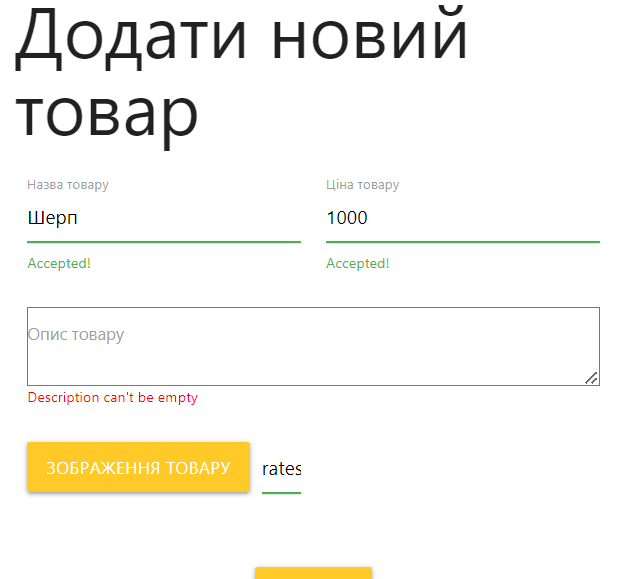 Додати новий
товар
Назва товару
Ціна товару
Шерп
1000
Accepted!
Accepted!
Опис товару
Description can't be empty
ЗОБРАЖЕННЯ ТОВАРУ
rates